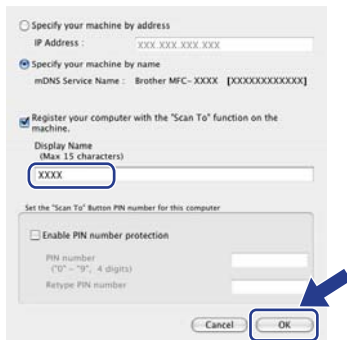 Specify your machine by address
IP Address : XXX XXX XXX XXX
Specify your machine by name
mDNS Service Name : Brother MFC-XXXX [XXXXXXXXXXXX]
Register your computer with the "Scan To" function on the
machine.
Display Name
(Max 15 characters)
XXXX
Set the "Scan To" Button PIN number for this computer
Enable PIN number protection
PIN number
("0" - "9", 4 digits)
Retype PIN number
Cancel OK